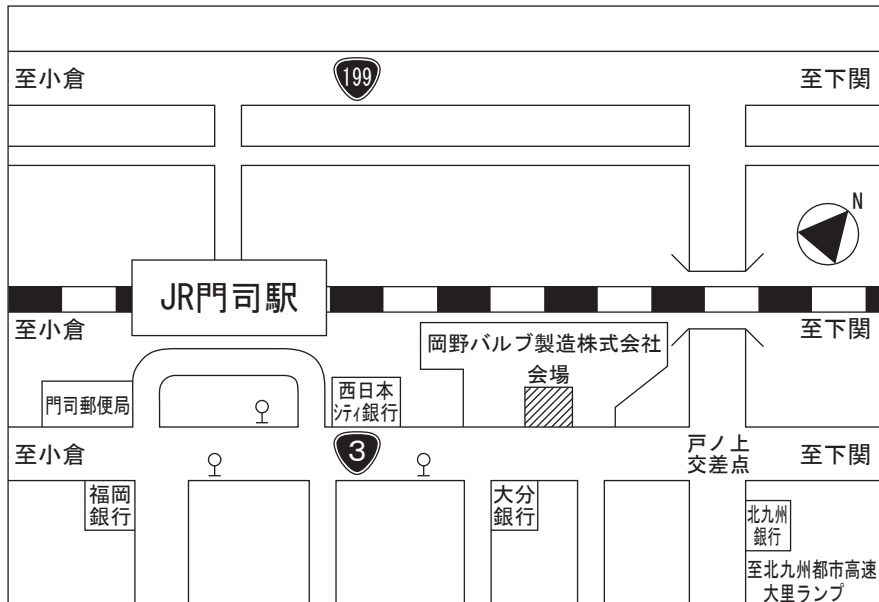 至小倉
199
至下関
N
JR門司駅
至小倉
至下関
岡野バルブ製造株式会社
会場
門司郵便局
西日本
シティ銀行
至小倉
3
戸ノ上
交差点
至下関
福岡
銀行
大分
銀行
北九州
銀行
至北九州都市高速
大里ランプ